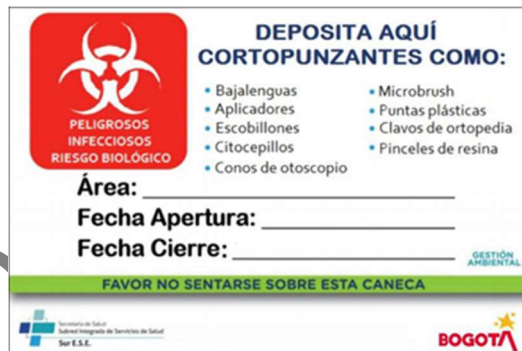 DEPOSITA AQUÍ
CORTOPUNZANTES COMO:
PELIGROSOS
INFECCIOSOS
RIESGO BIOLÓGICO
• Bajalenguas
• Aplicadores
• Escobillones
• Citocepillos
• Conos de otoscopio
• Microbrush
• Puntas plásticas
• Clavos de ortopedia
• Pinceles de resina
Área:
Fecha Apertura:
Fecha Cierre:
GESTIÓN
AMBIENTAL
FAVOR NO SENTARSE SOBRE ESTA CANECA
Secretaría de Salud
Subred Integrada de Servicios de Salud
Sur E.S.E.
BOGOTÁ